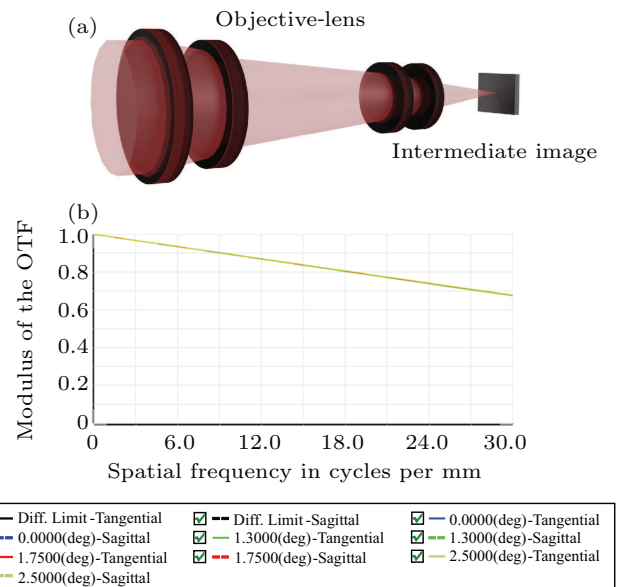 Objective-lens
(a)
Intermediate image
(b)
Modulus of the OTF
1.0
0.8
0.6
0.4
0.2
0
0 6.0 12.0 18.0 24.0 30.0
Spatial frequency in cycles per mm
Diff. Limit-Tangential Diff. Limit-Sagittal 0.0000(deg)-Tangential
0.0000(deg)-Sagittal 1.3000(deg)-Tangential 1.3000(deg)-Sagittal
1.7500(deg)-Tangential 1.7500(deg)-Sagittal 2.5000(deg)-Tangential
2.5000(deg)-Sagittal